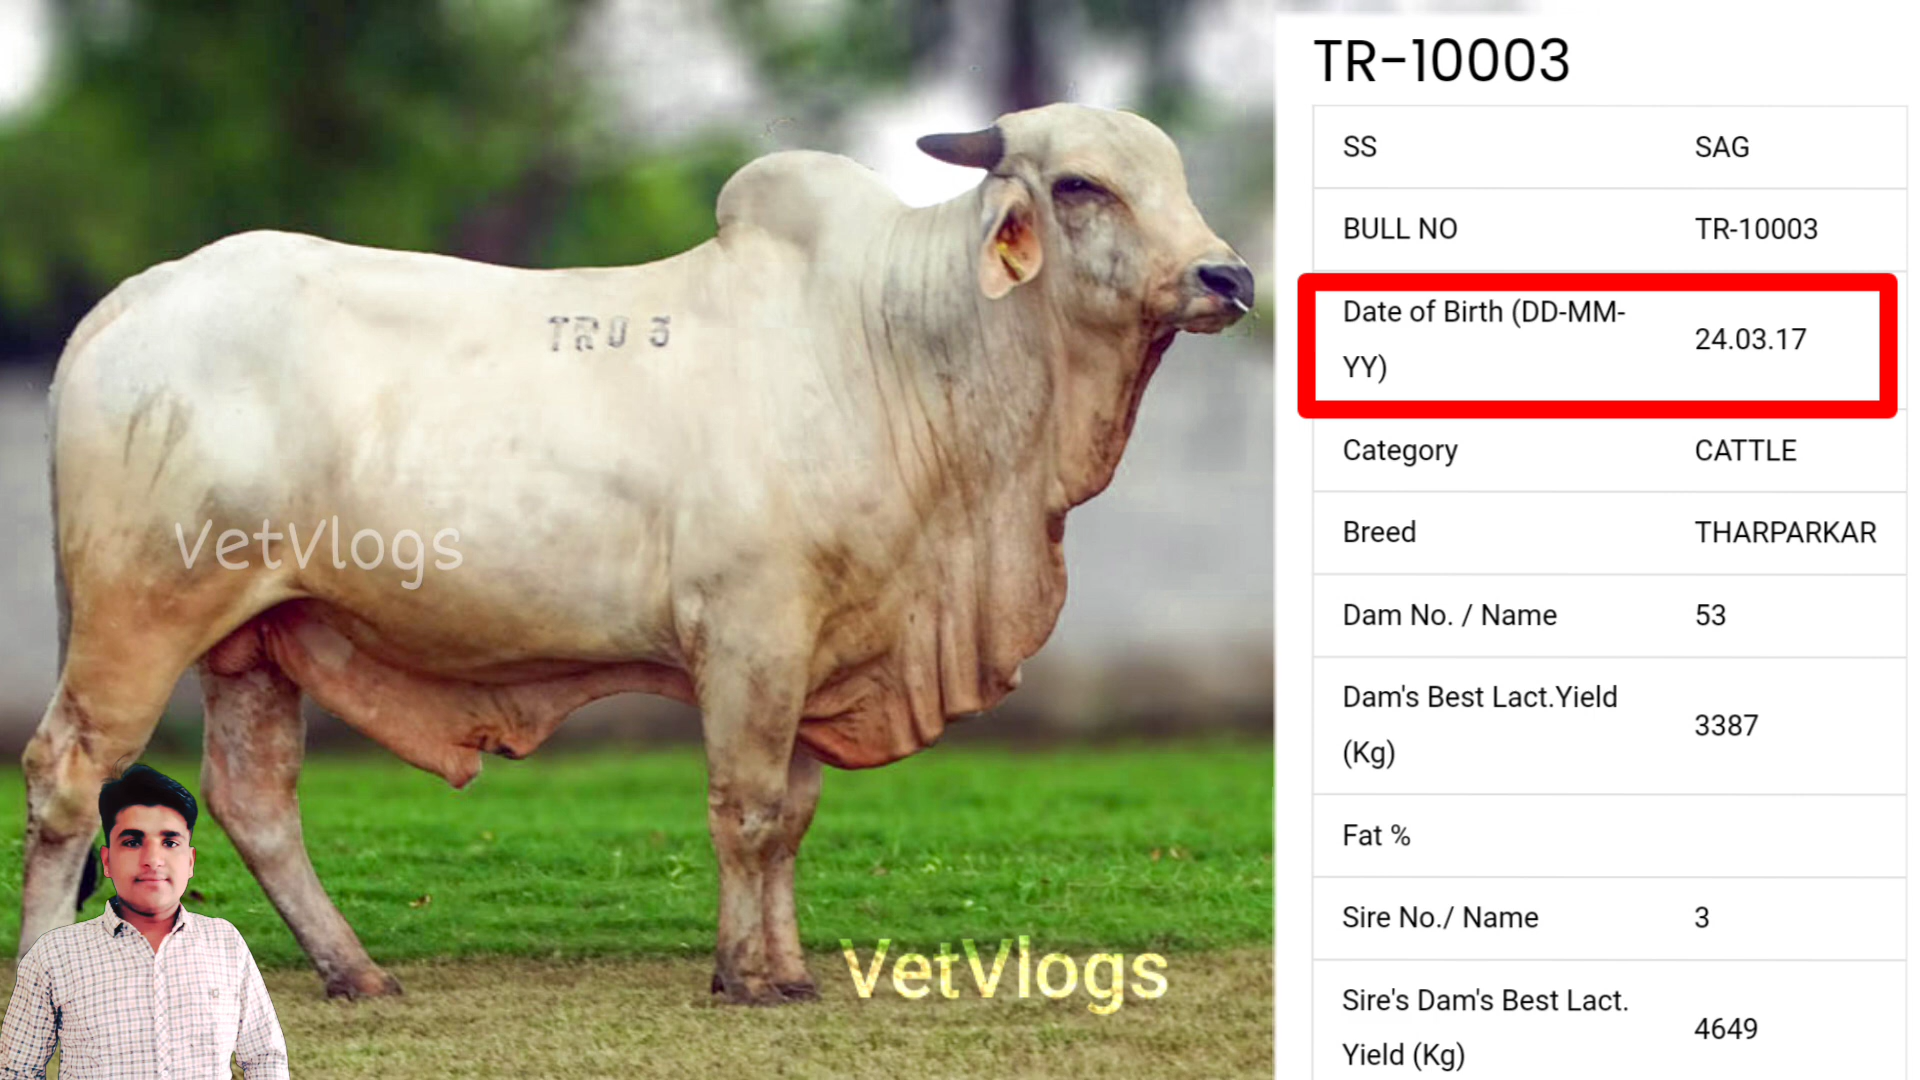 TR-10003
SS SAG
BULL NO TR-10003
Date of Birth (DD-MM-
YY) 24.03.17
Category CATTLE
Breed THARPARKAR
Dam No. / Name 53
Dam's Best Lact.Yield
(Kg) 3387
Fat %
Sire No./ Name 3
Sire's Dam's Best Lact.
Yield (Kg) 4649
TR0 3
VetVlogs
VetVlogs